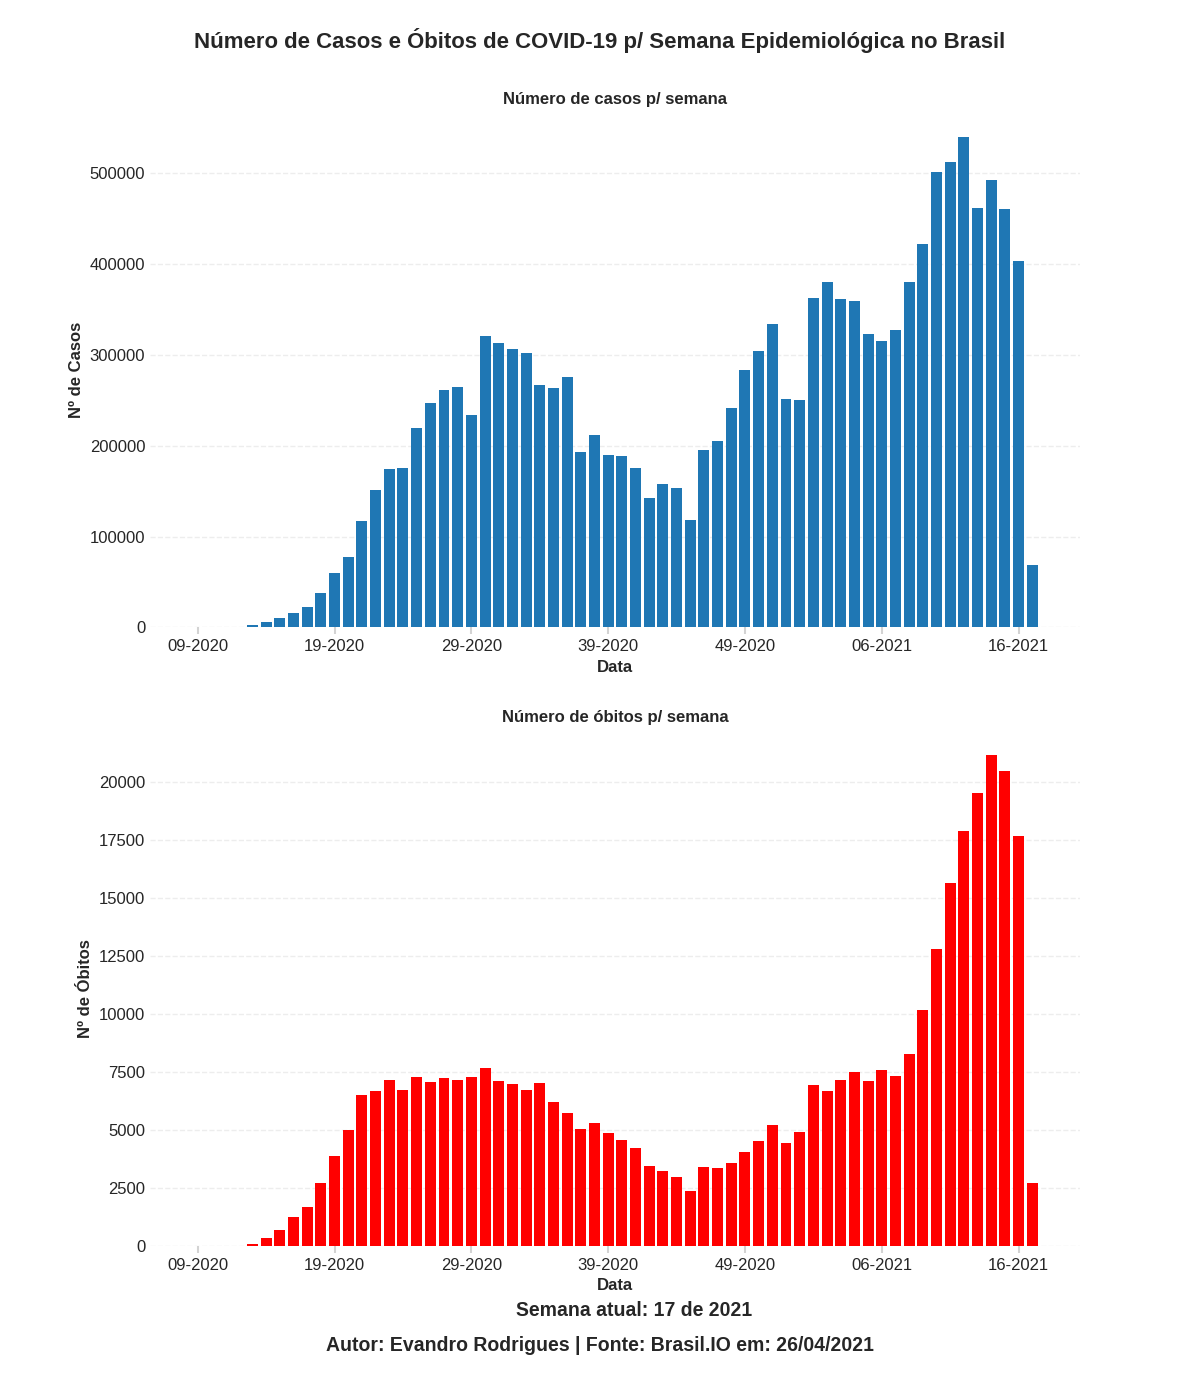 Número de Casos e Óbitos de COVID-19 p/ Semana Epidemiológica no Brasil
Número de casos p/ semana
500000
400000
300000
200000
100000
0
Nº de Casos
09-2020 19-2020 29-2020 39-2020 49-2020 06-2021 16-2021
Data
Número de óbitos p/ semana
20000
17500
15000
12500
10000
7500
5000
2500
0
Nº de Óbitos
09-2020 19-2020 29-2020 39-2020 49-2020 06-2021 16-2021
Data
Semana atual: 17 de 2021
Autor: Evandro Rodrigues | Fonte: Brasil.IO em: 26/04/2021